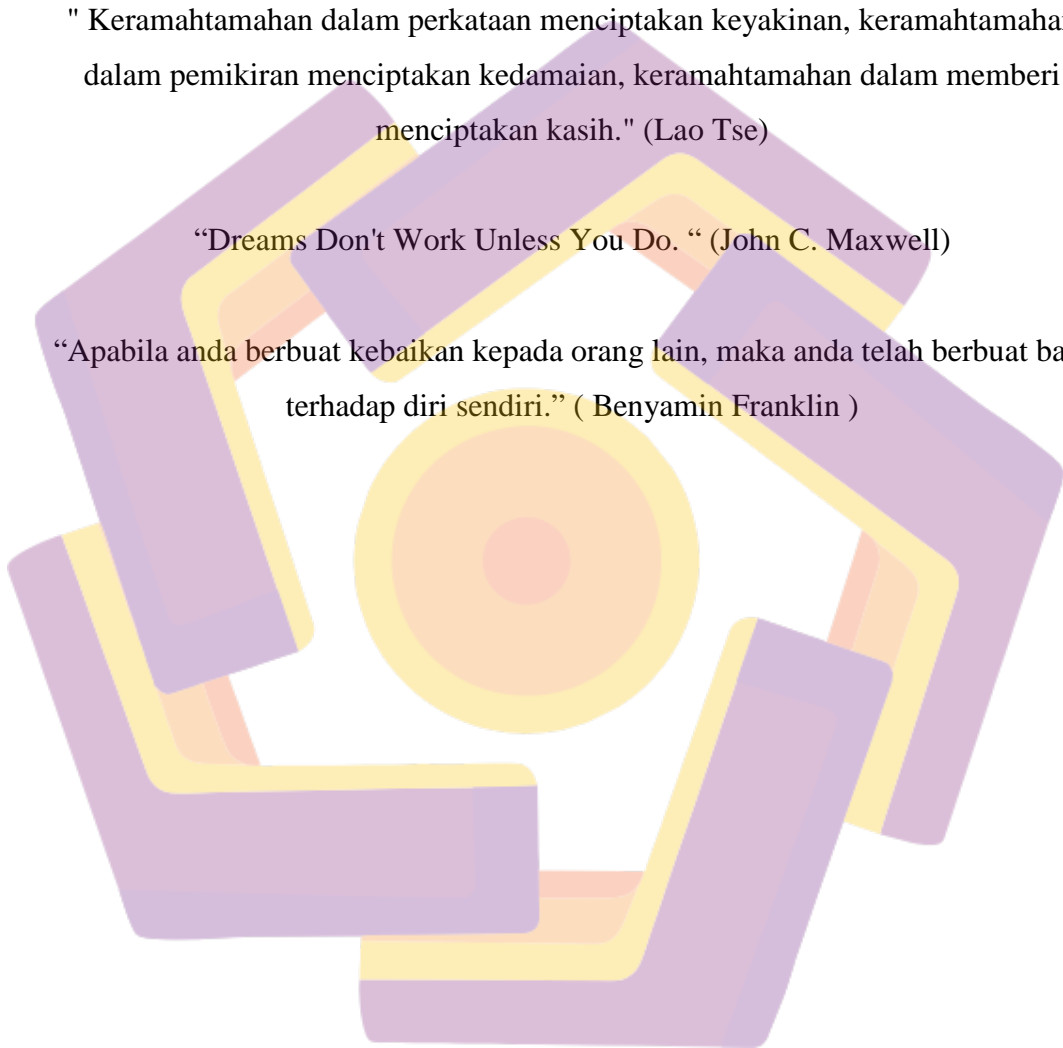 " Keramahtamahan dalam perkataan menciptakan keyakinan, keramahtamahan
dalam pemikiran menciptakan kedamaian, keramahtamahan dalam memberi
menciptakan kasih." (Lao Tse)
“Dreams Don't Work Unless You Do. “ (John C. Maxwell)
“Apabila anda berbuat kebaikan kepada orang lain, maka anda telah berbuat ba
terhadap diri sendiri.” ( Benyamin Franklin )